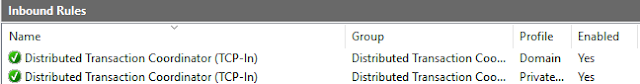 Inbound Rules
Name Group Profile Enabled
Distributed Transaction Coordinator (TCP-In) Distributed Transaction Coo... Domain Yes
Distributed Transaction Coordinator (TCP-In) Distributed Transaction Coo... Private... Yes